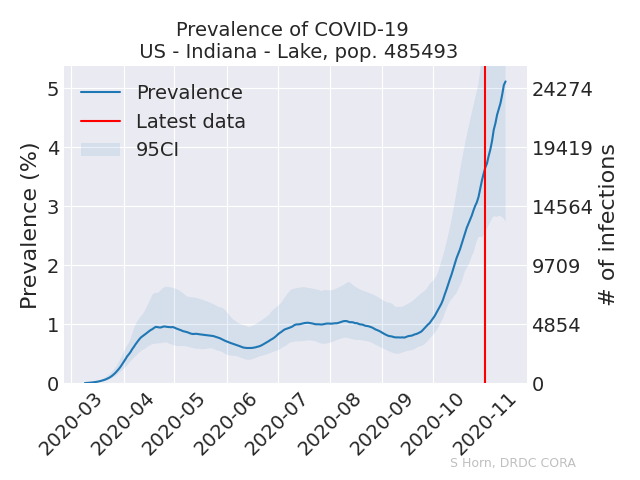 Prevalence of COVID-19
US - Indiana - Lake, pop. 485493
Prevalence
Latest data
95CI
Prevalence (%)
5
4
3
2
1
0
24274
19419
14564
9709
4854
0
# of infections
2020-03
2020-04
2020-05
2020-06
2020-07
2020-08
2020-09
2020-10
2020-11
S Horn, DRDC CORA